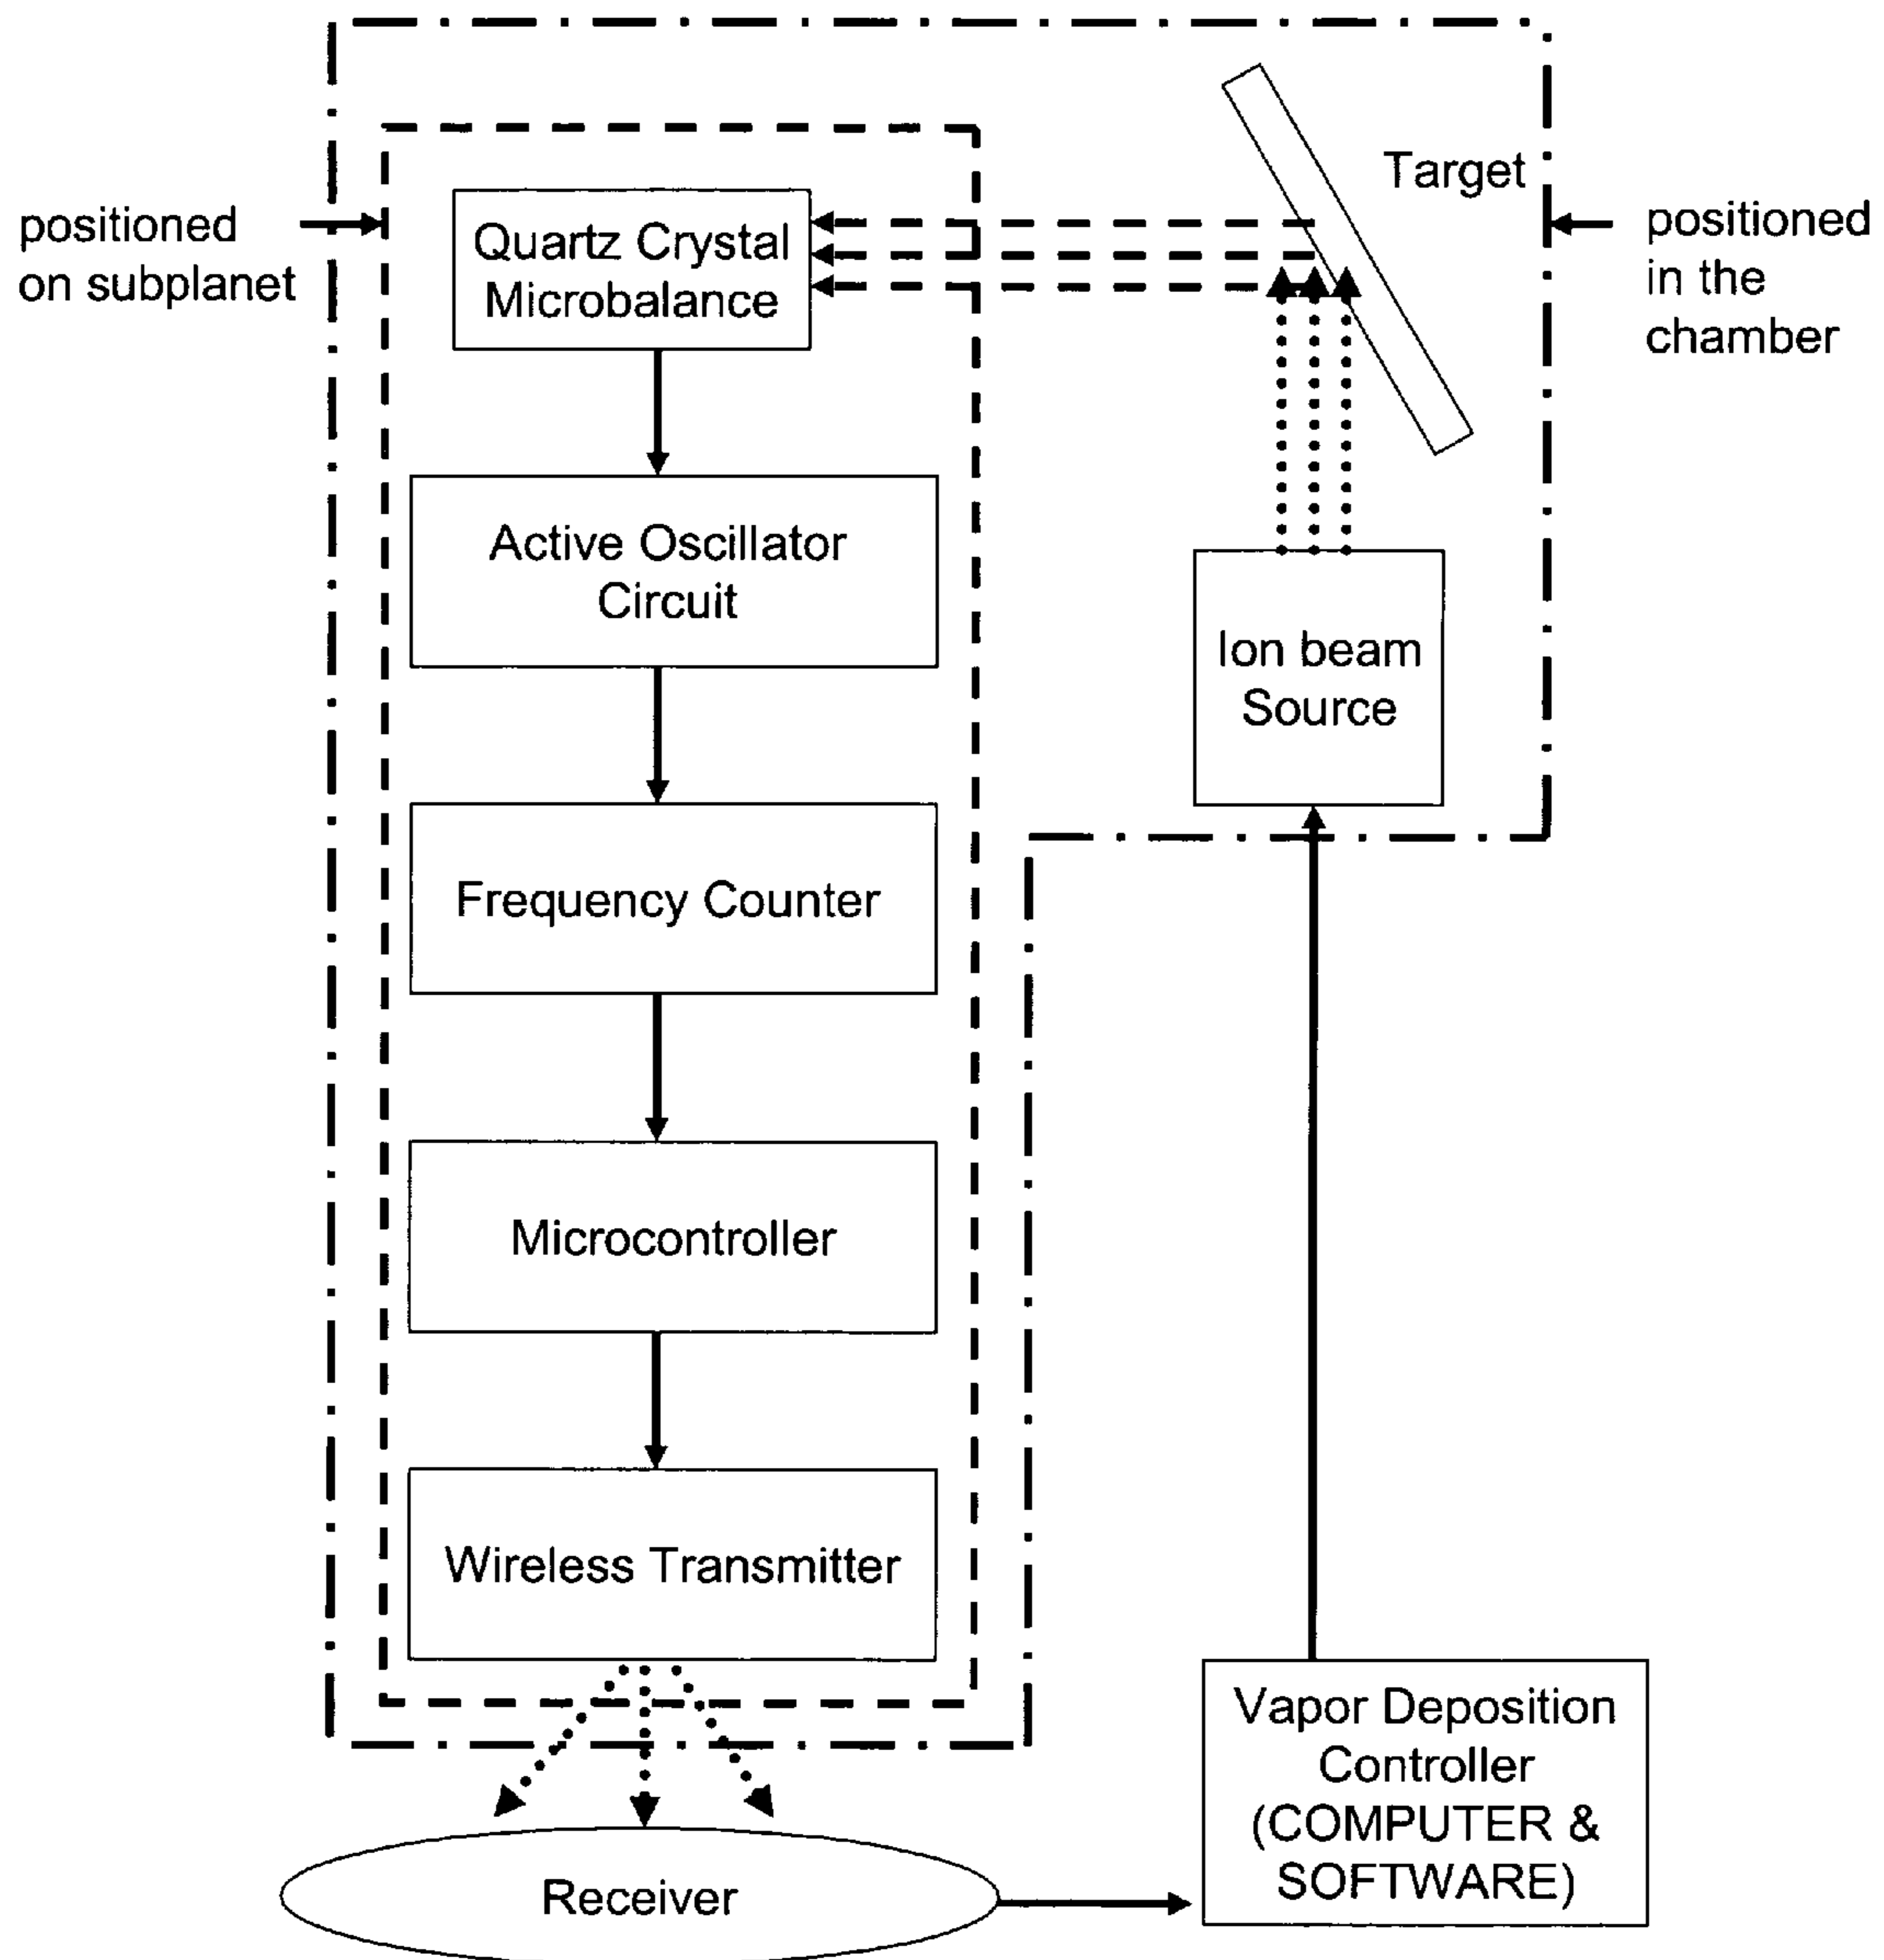 Target
positioned
on subplanet
Quartz Crystal
Microbalance
positioned
in the
chamber
Active Oscillator
Circuit
Ion beam
Source
Frequency Counter
Microcontroller
Wireless Transmitter
Vapor Deposition
Controller
(COMPUTER &
SOFTWARE)
Receiver